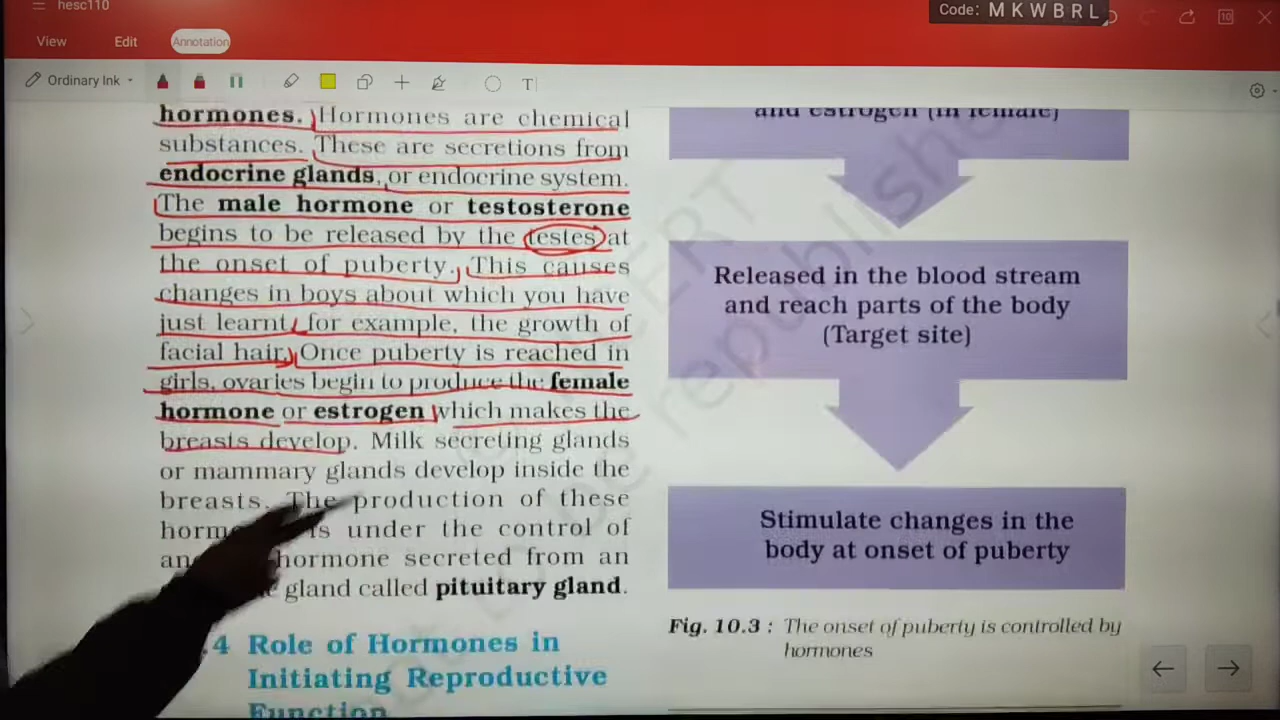 hesc110
Code: M K W B R L
10
View Edit Annotation
Ordinary Ink
T
hormones. Hormones are chemical
substances. These are secretions from
endocrine glands, or endocrine system.
The male hormone or testosterone
begins to be released by the testes at
the onset of puberty. This causes
changes in boys about which you have
just learnt, for example, the growth of
facial hair. Once puberty is reached in
girls, ovaries begin to produce the female
hormone or estrogen which makes the
breasts develop. Milk secreting glands
or mammary glands develop inside the
breasts. The production of these
is under the control of
hormone secreted from an
gland called pituitary gland.
.4 Role of Hormones in
Initiating Reproductive
Function
and estrogen (in female)
Released in the blood stream
and reach parts of the body
(Target site)
Stimulate changes in the
body at onset of puberty
Fig. 10.3 : The onset of puberty is controlled by
hormones